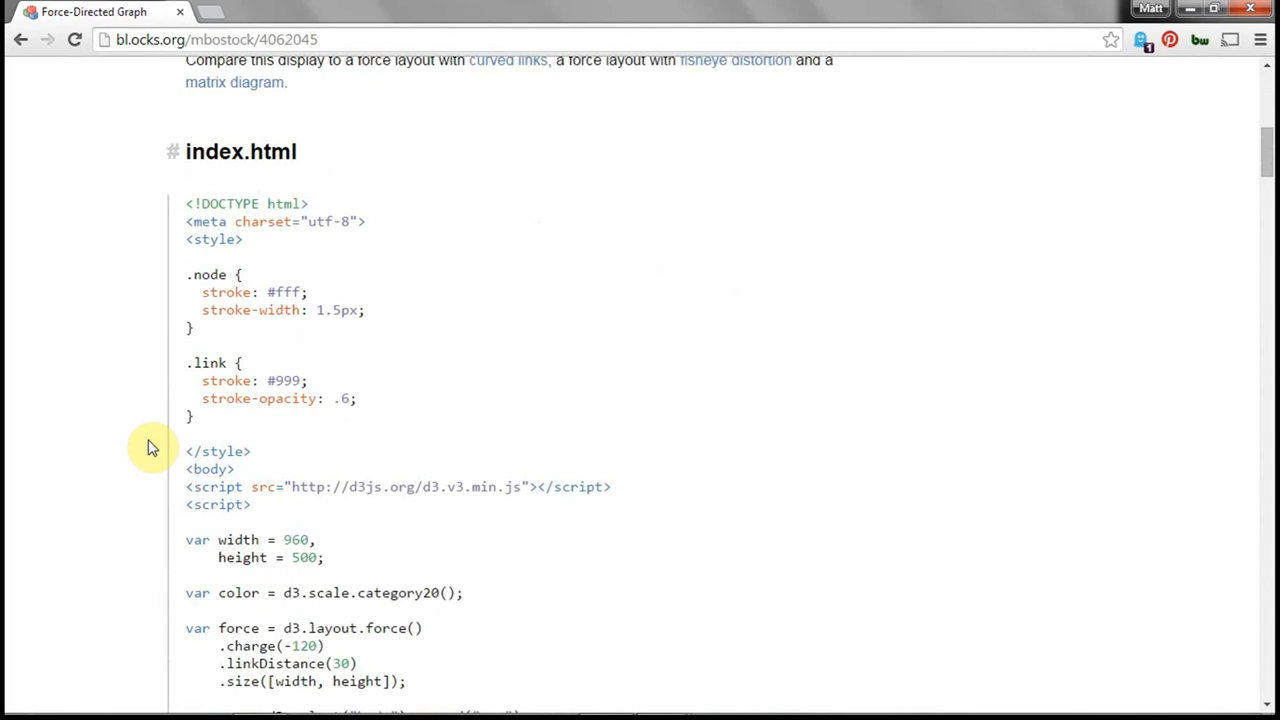 Force-Directed Graph
Matt
bl.ocks.org/mbostock/4062045
1
bw
Compare this display to a force layout with curved links, a force layout with fisheye distortion and a
matrix diagram.
# index.html
<!DOCTYPE html>
<meta charset="utf-8">
<style>
.node {
stroke: #fff;
stroke-width: 1.5px;
}
.link {
stroke: #999;
stroke-opacity: .6;
}
</style>
<body>
<script src="http://d3js.org/d3.v3.min.js"></script>
<script>
var width = 960,
height = 500;
var color = d3.scale.category20();
var force = d3.layout.force()
.charge(-120)
.linkDistance(30)
.size([width, height]);